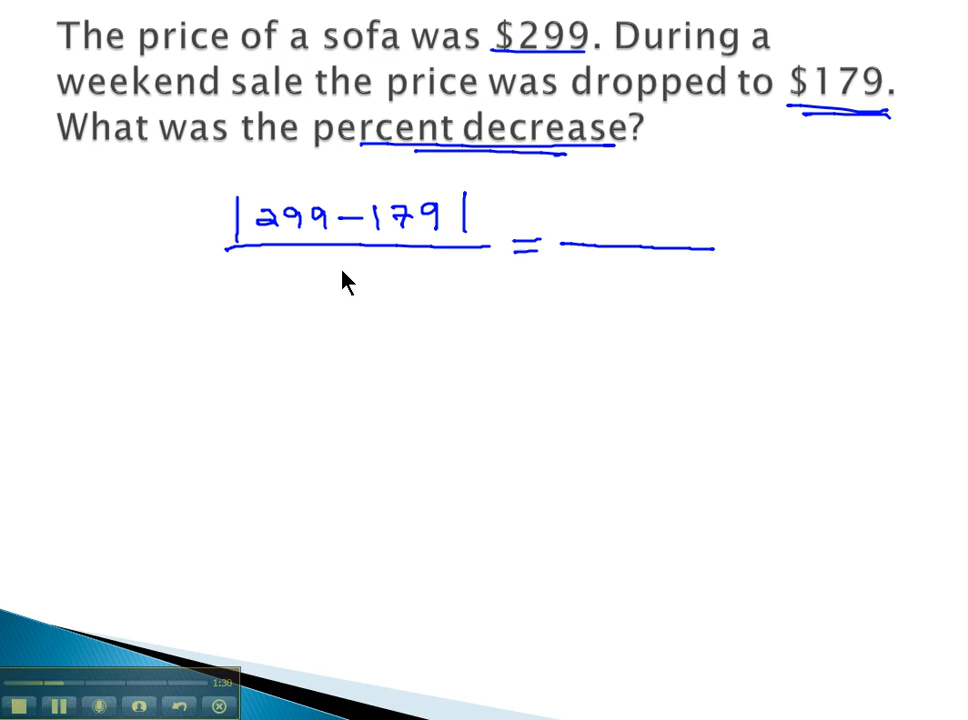 The price of a sofa was $299. During a
weekend sale the price was dropped to $179.
What was the percent decrease?
|299-179|
=
1:30